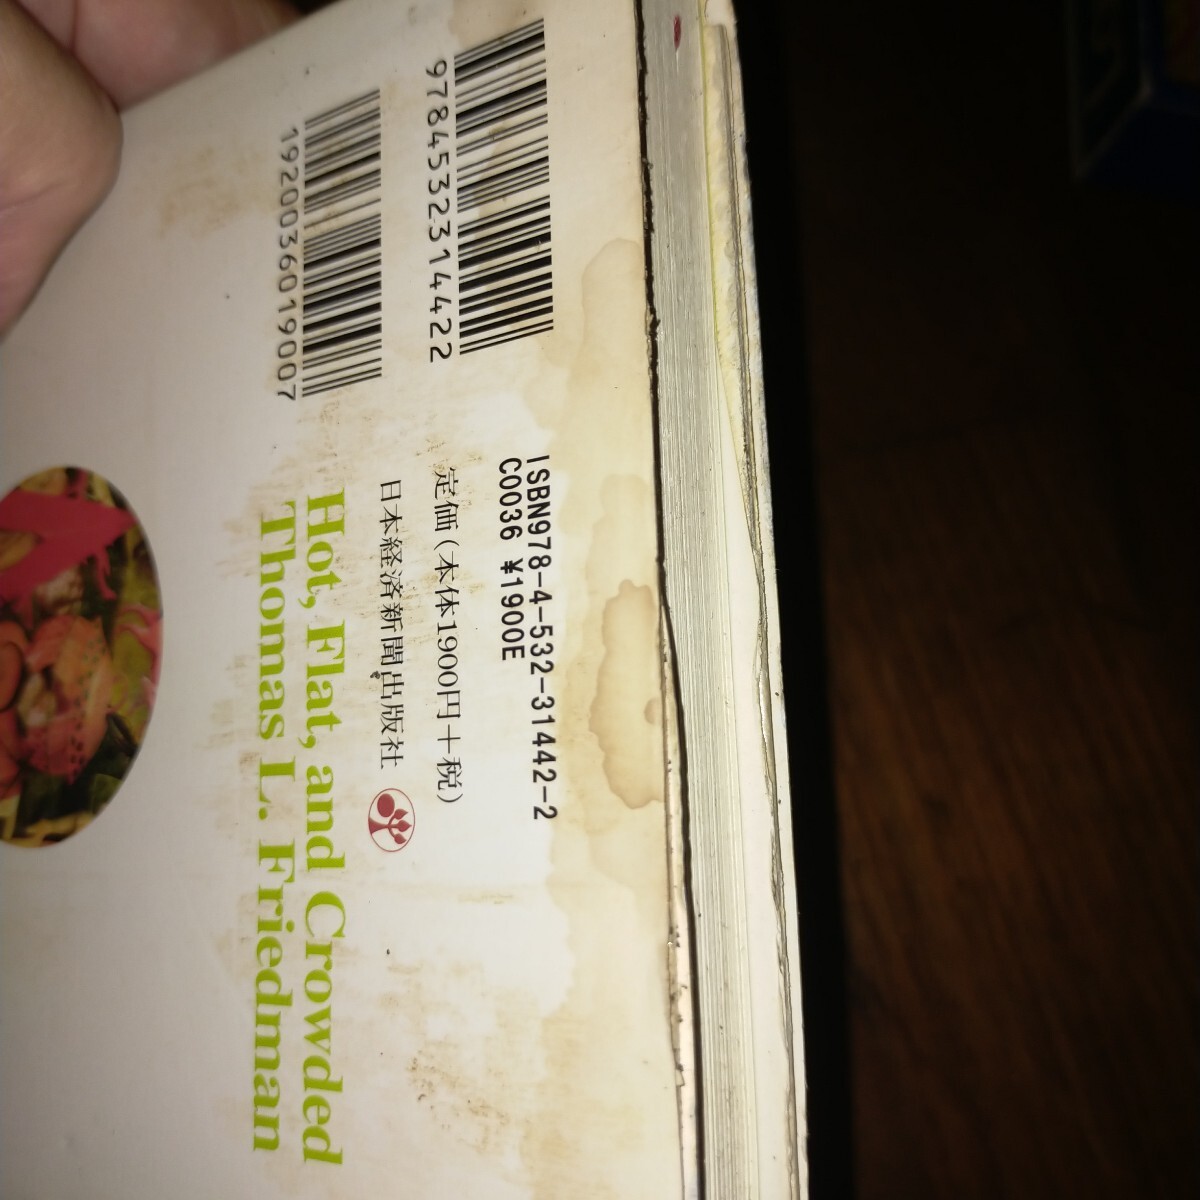 9784532314422
1920036019007
ISBN978-4-532-31442-2
C0036 ¥1900E
定価(本体1900円+税)
日本経済新聞出版社
Hot, Flat, and Crowded
Thomas L. Friedman